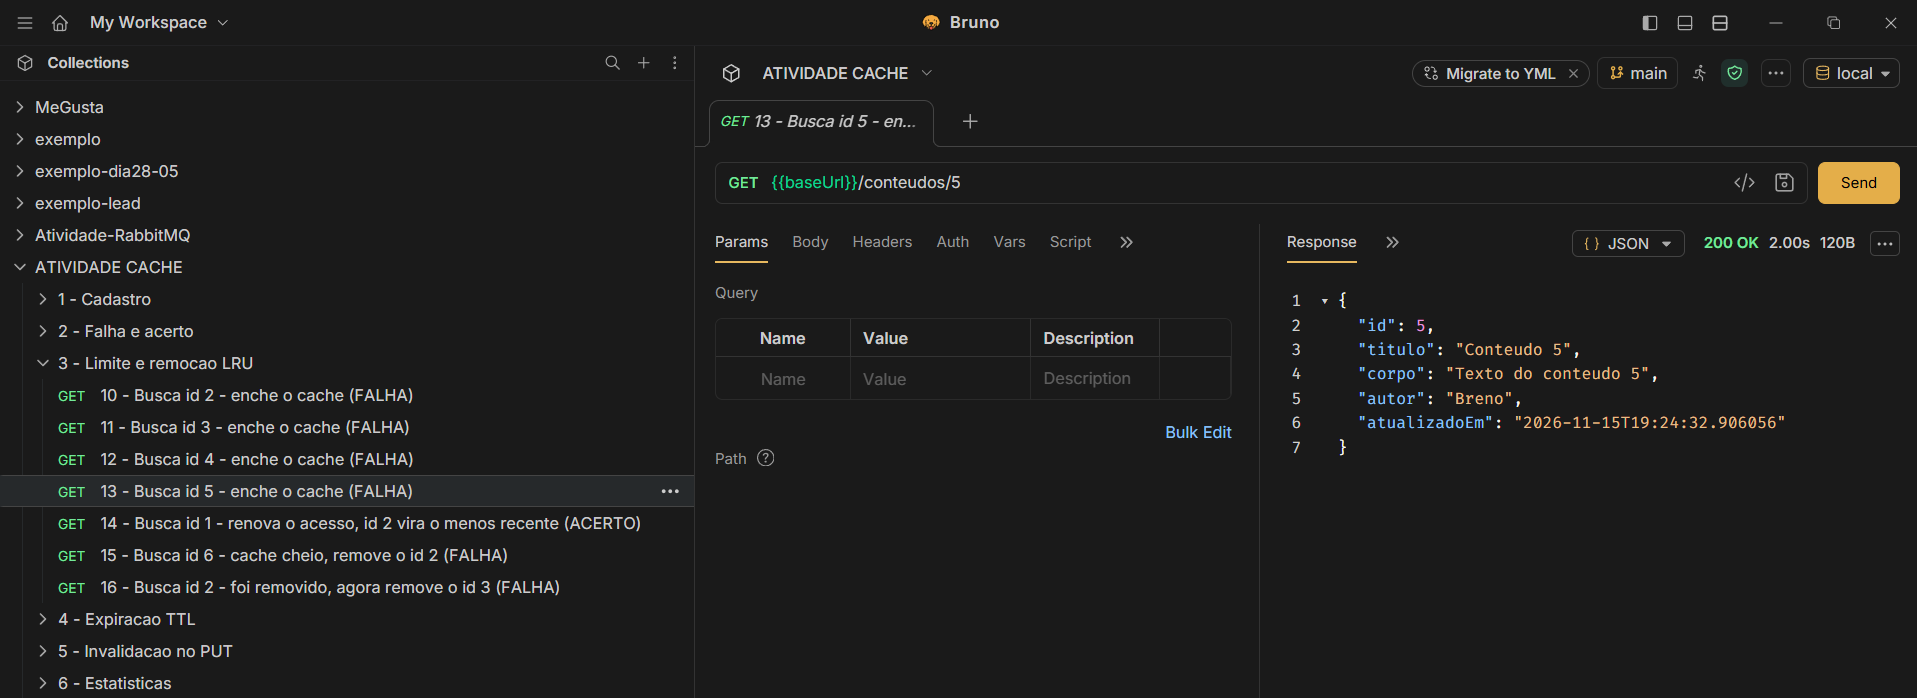 My Workspace
Bruno
Collections
MeGusta
exemplo
exemplo-dia28-05
exemplo-lead
Atividade-RabbitMQ
ATIVIDADE CACHE
1 - Cadastro
2 - Falha e acerto
3 - Limite e remocao LRU
GET 10 - Busca id 2 - enche o cache (FALHA)
GET 11 - Busca id 3 - enche o cache (FALHA)
GET 12 - Busca id 4 - enche o cache (FALHA)
GET 13 - Busca id 5 - enche o cache (FALHA)
GET 14 - Busca id 1 - renova o acesso, id 2 vira o menos recente (ACERTO)
GET 15 - Busca id 6 - cache cheio, remove o id 2 (FALHA)
GET 16 - Busca id 2 - foi removido, agora remove o id 3 (FALHA)
4 - Expiracao TTL
5 - Invalidacao no PUT
6 - Estatisticas
ATIVIDADE CACHE
Migrate to YML
main
local
GET 13 - Busca id 5 - en...
GET {{baseUrl}}/conteudos/5
Send
Params Body Headers Auth Vars Script
Query
Name Value Description
Name Value Description
Bulk Edit
Path
Response
{ } JSON
200 OK 2.00s 120B
1 {
2 "id": 5,
3 "titulo": "Conteudo 5",
4 "corpo": "Texto do conteudo 5",
5 "autor": "Breno",
6 "atualizadoEm": "2026-11-15T19:24:32.906056"
7 }